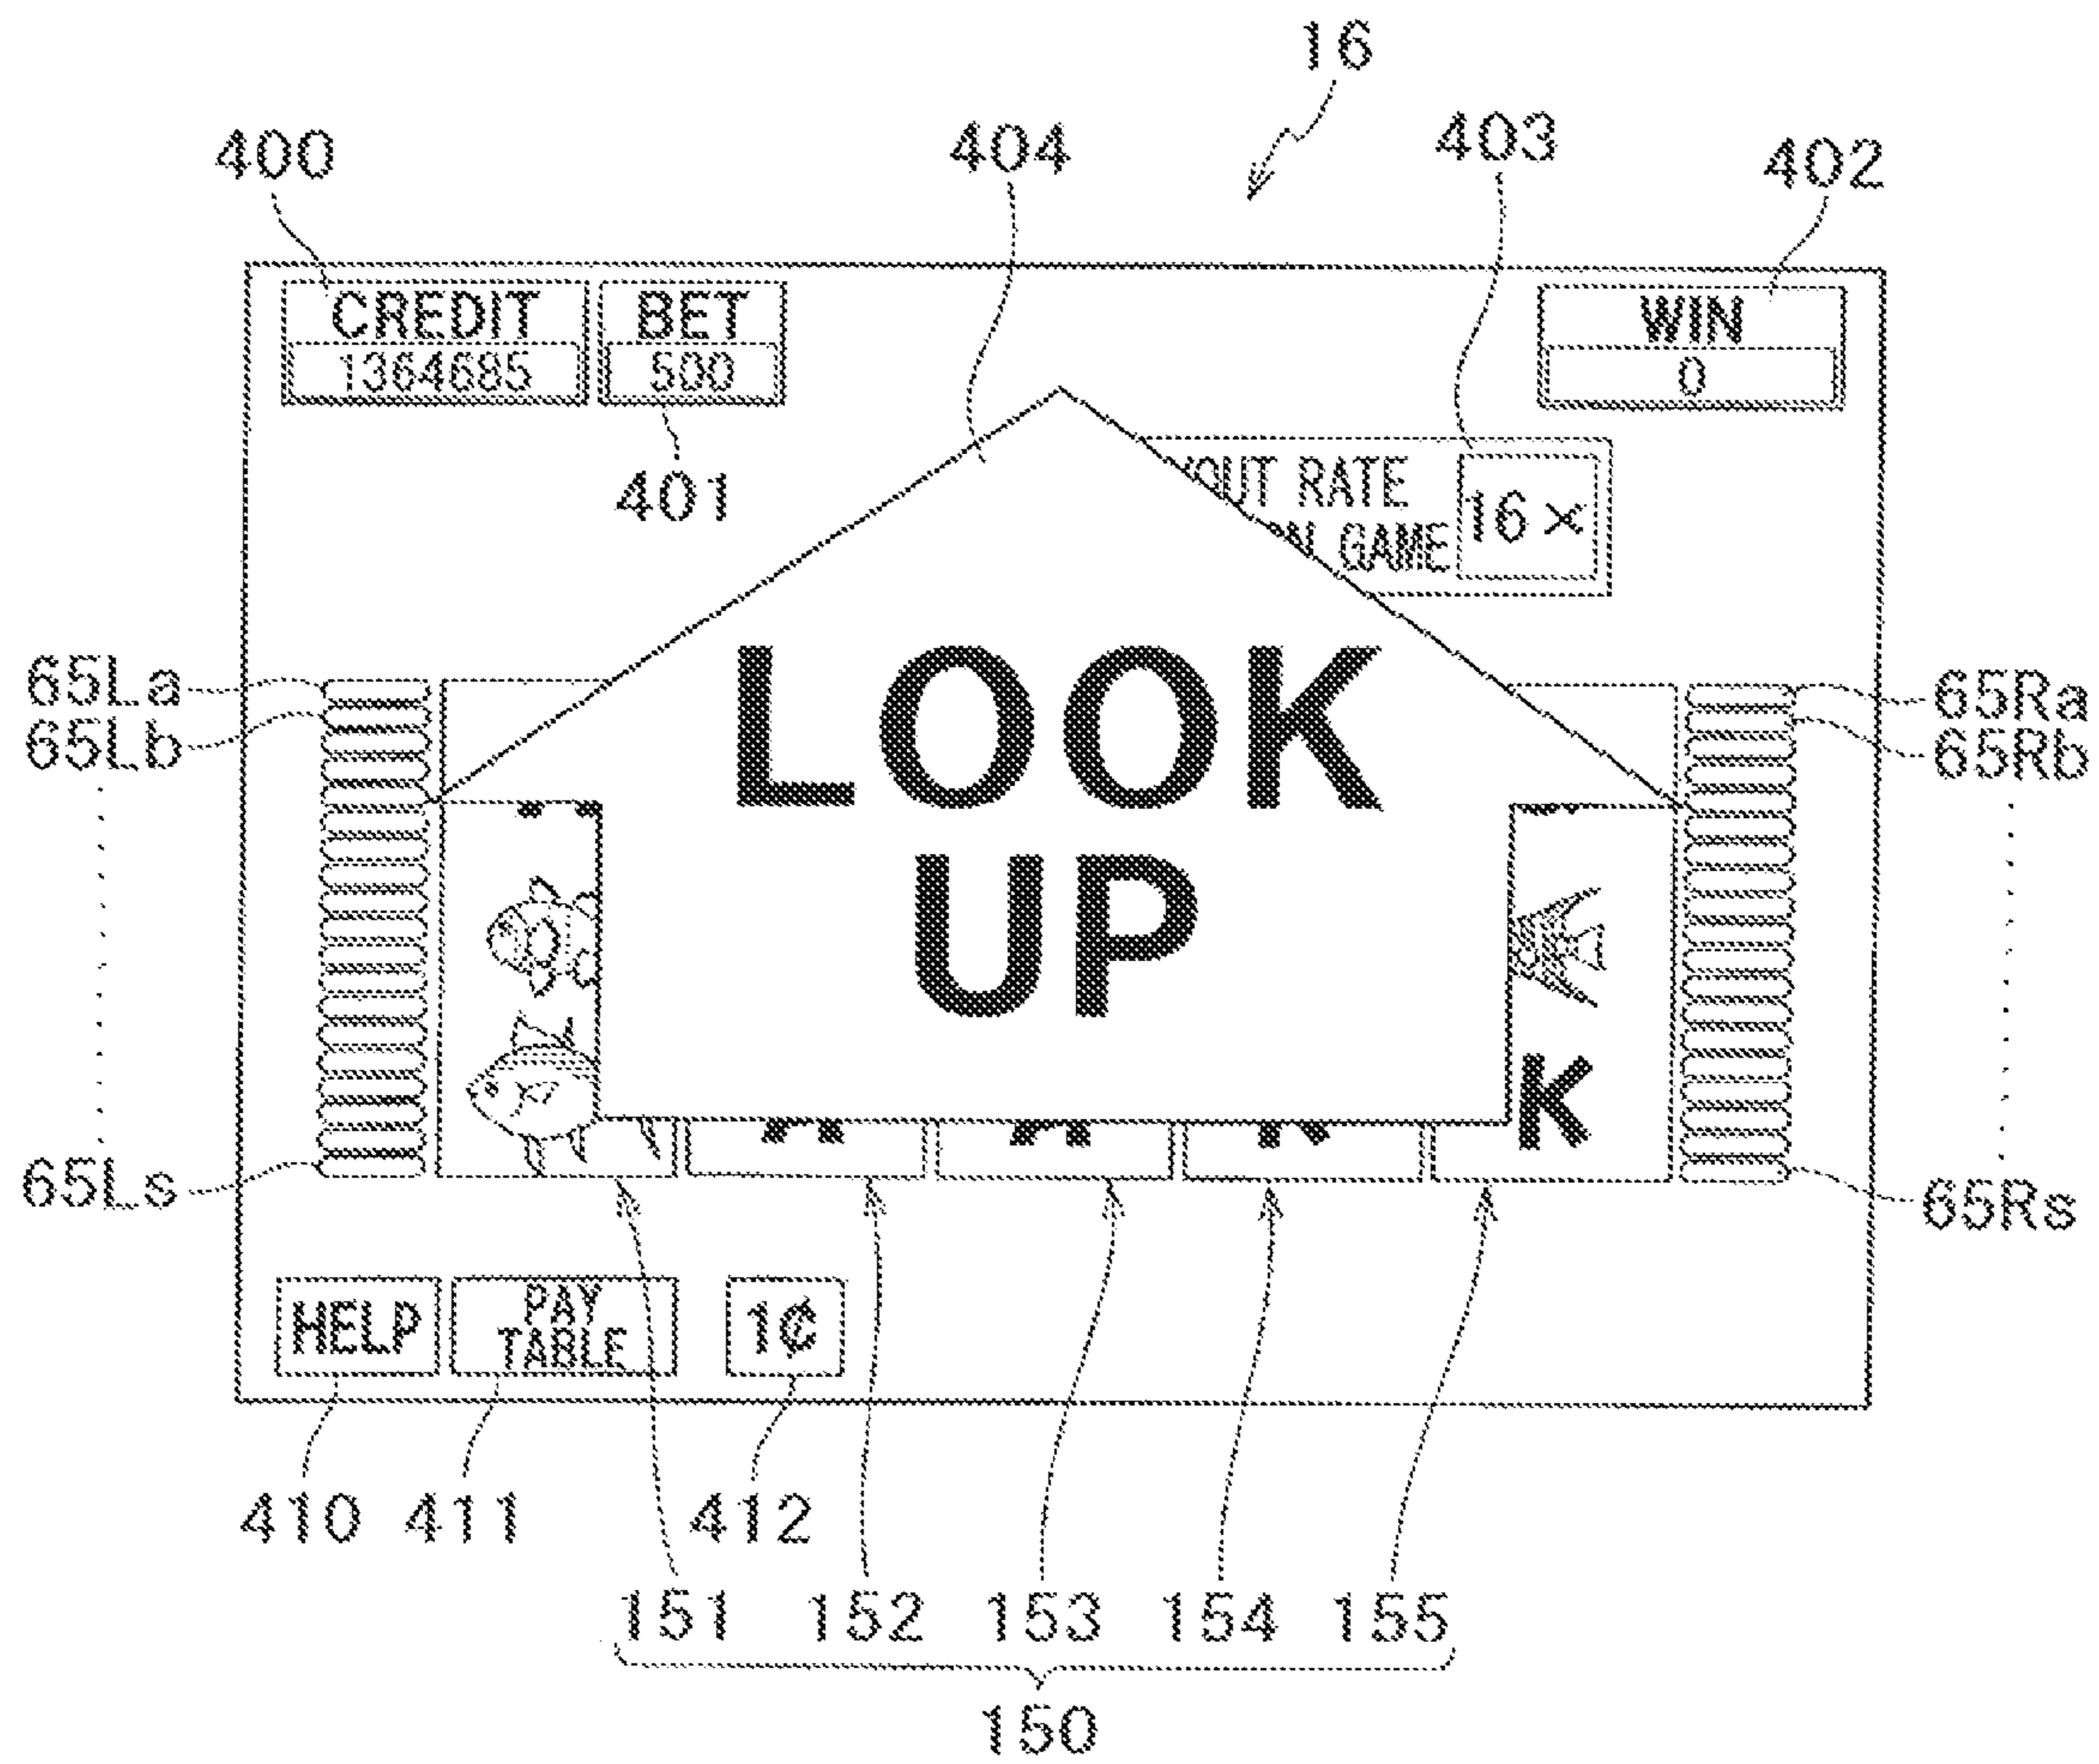 16
400
404
403
402
CREDIT
1364685
BET
500
WIN
0
401
RATE
16×
GAME
LOOK
UP
65La
65Lb
65Ra
65Rb
K
65Ls
65Rs
HELP
PAY
TABLE
1¢
410
411
412
151
152
153
154
155
150